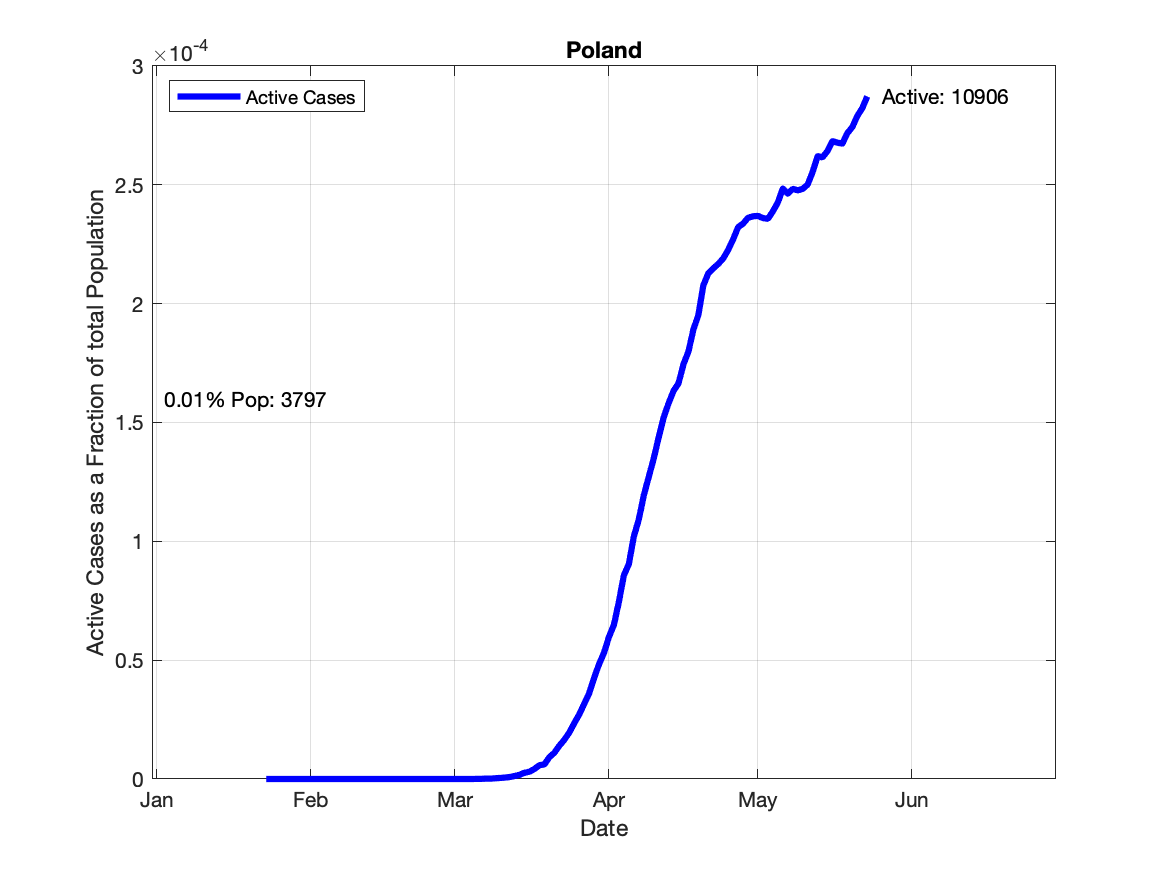 Poland
×10^-4
3
2.5
2
1.5
1
0.5
0
Active Cases as a Fraction of total Population
Active Cases
Active: 10906
0.01% Pop: 3797
Jan Feb Mar Apr May Jun
Date